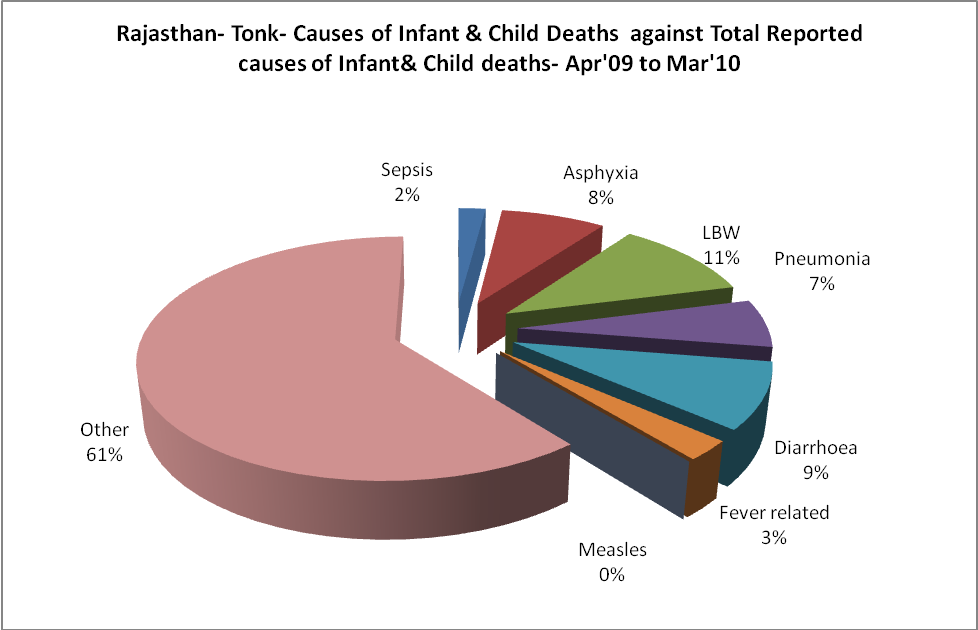 Rajasthan- Tonk- Causes of Infant & Child Deaths against Total Reported
causes of Infant& Child deaths- Apr'09 to Mar'10
Sepsis
2%
Asphyxia
8%
LBW
11%
Pneumonia
7%
Diarrhoea
9%
Fever related
3%
Measles
0%
Other
61%